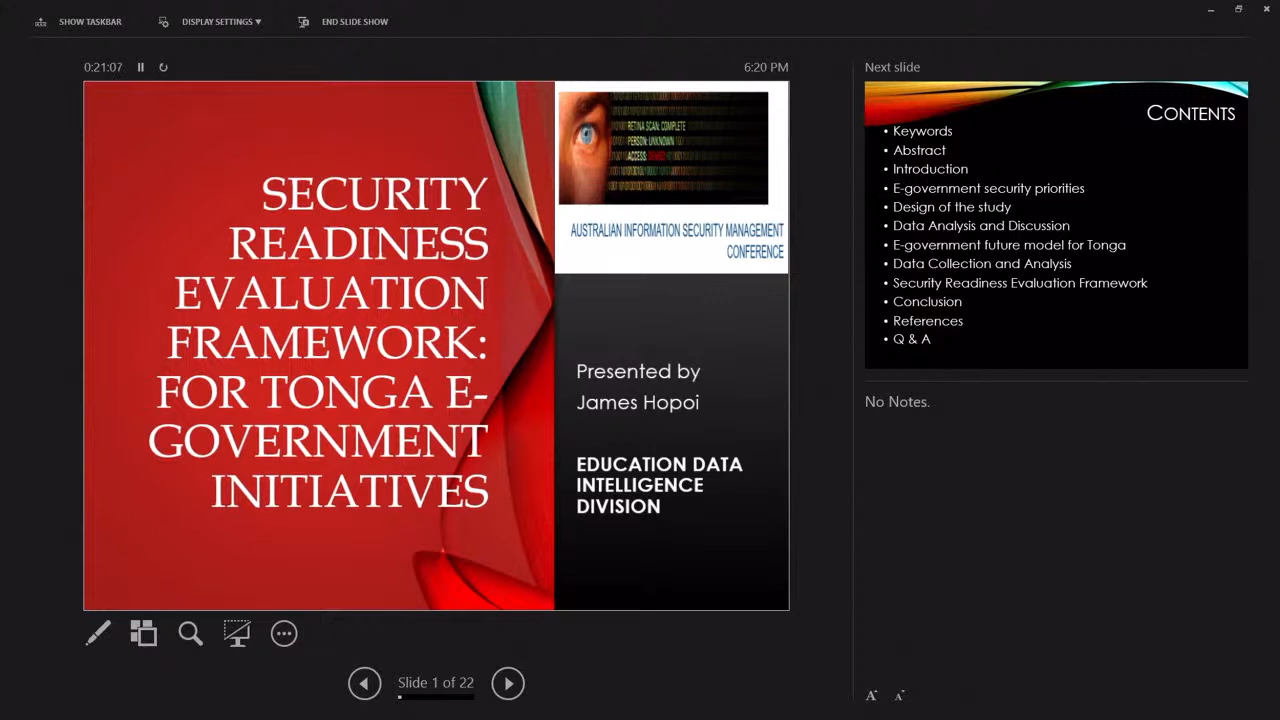 SHOW TASKBAR
DISPLAY SETTINGS ▼
END SLIDE SHOW
0:21:07
6:20 PM
SECURITY
READINESS
EVALUATION
FRAMEWORK:
FOR TONGA E-
GOVERNMENT
INITIATIVES
RETINA SCAN: COMPLETE
PERSON: UNKNOWN
ACCESS: DENIED
AUSTRALIAN INFORMATION SECURITY MANAGEMENT
CONFERENCE
Presented by
James Hopoi
EDUCATION DATA
INTELLIGENCE
DIVISION
Slide 1 of 22
Next slide
CONTENTS
• Keywords
• Abstract
• Introduction
• E-government security priorities
• Design of the study
• Data Analysis and Discussion
• E-government future model for Tonga
• Data Collection and Analysis
• Security Readiness Evaluation Framework
• Conclusion
• References
• Q & A
No Notes.